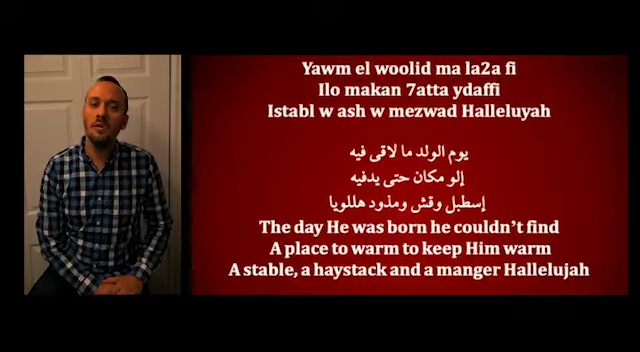 Yawm el woolid ma la2a fi
Ilo makan 7atta ydaffi
Istabl w ash w mezwad Halleluyah
يوم الولد ما لاقى فيه
إلو مكان حتى يدفيه
إسطبل وقش ومذود هللويا
The day He was born he couldn't find
A place to warm to keep Him warm
A stable, a haystack and a manger Hallelujah